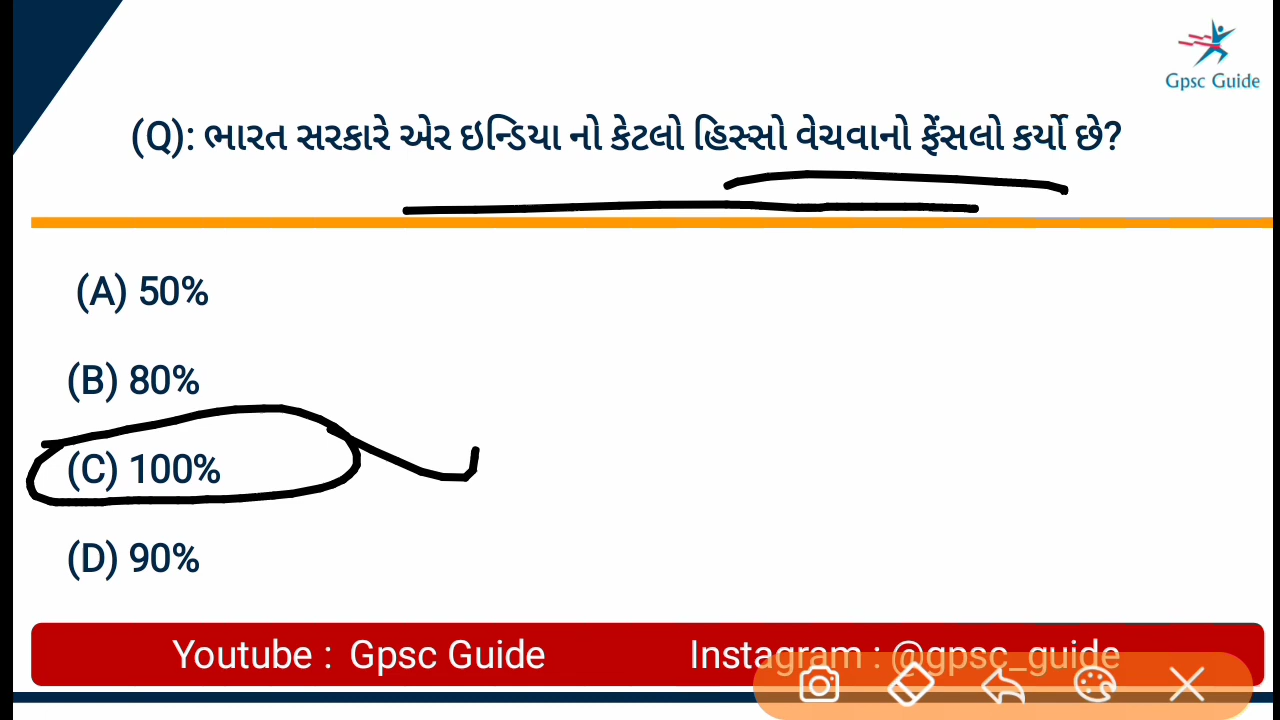 Gpsc Guide
(Q): ભારત સરકારે એર ઇન્ડિયા નો કેટલો હિસ્સો વેચવાનો ફેંસલો કર્યો છે?
(A) 50%
(B) 80%
(C) 100%
(D) 90%
Youtube : Gpsc Guide Instagram : @gpsc_guide